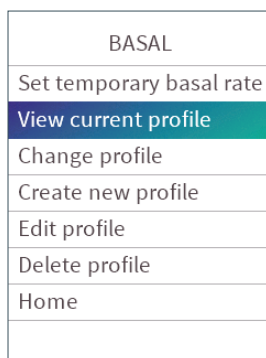 BASAL
Set temporary basal rate
View current profile
Change profile
Create new profile
Edit profile
Delete profile
Home